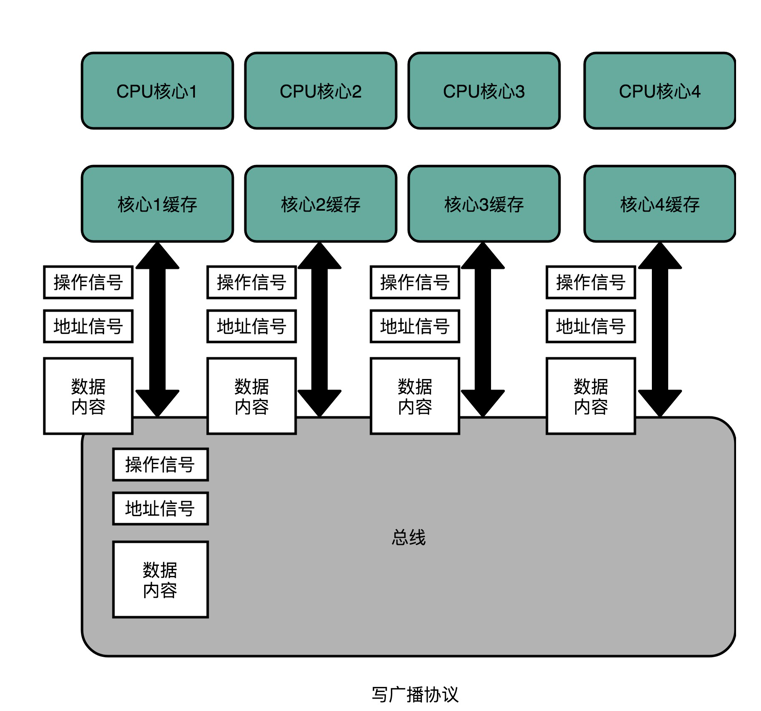 CPU核心1
CPU核心2
CPU核心3
CPU核心4
核心1缓存
核心2缓存
核心3缓存
核心4缓存
操作信号
操作信号
操作信号
操作信号
地址信号
地址信号
地址信号
地址信号
数据
内容
数据
内容
数据
内容
数据
内容
操作信号
地址信号
数据
内容
总线
写广播协议